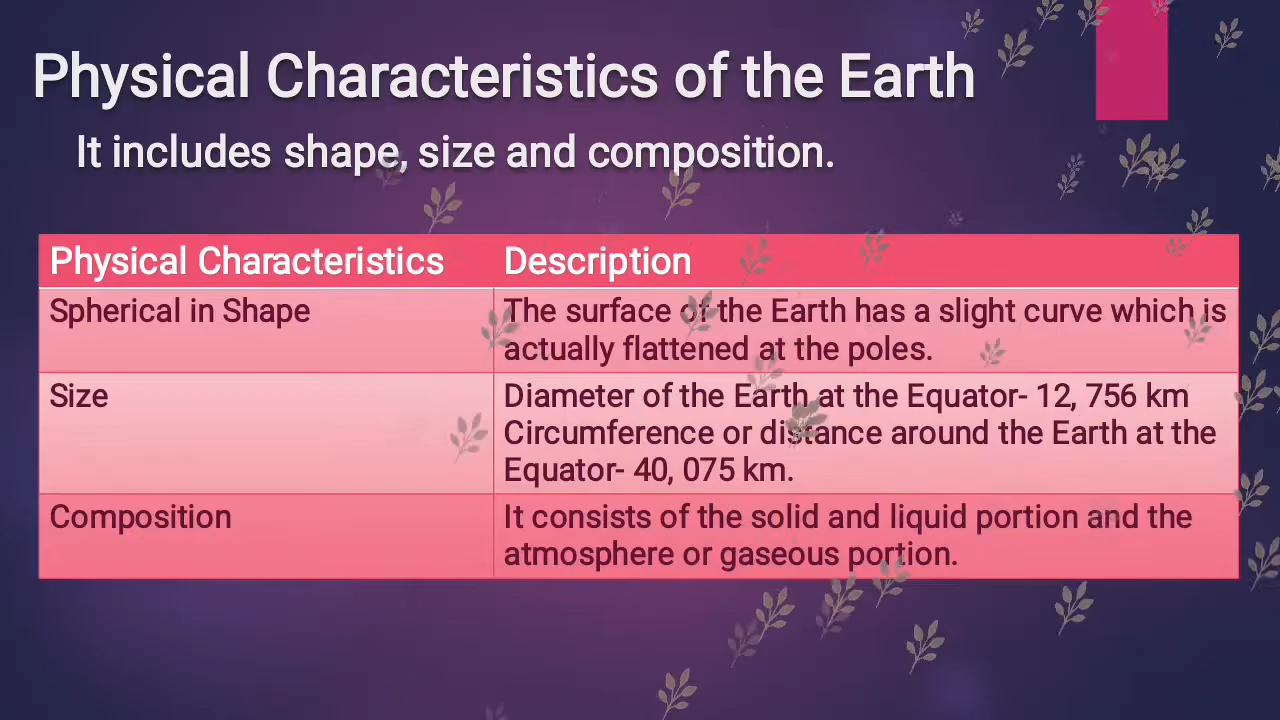 Physical Characteristics of the Earth
It includes shape, size and composition.
Physical Characteristics
Description
Spherical in Shape
The surface of the Earth has a slight curve which is
actually flattened at the poles.
Size
Diameter of the Earth at the Equator- 12, 756 km
Circumference or distance around the Earth at the
Equator- 40, 075 km.
Composition
It consists of the solid and liquid portion and the
atmosphere or gaseous portion.